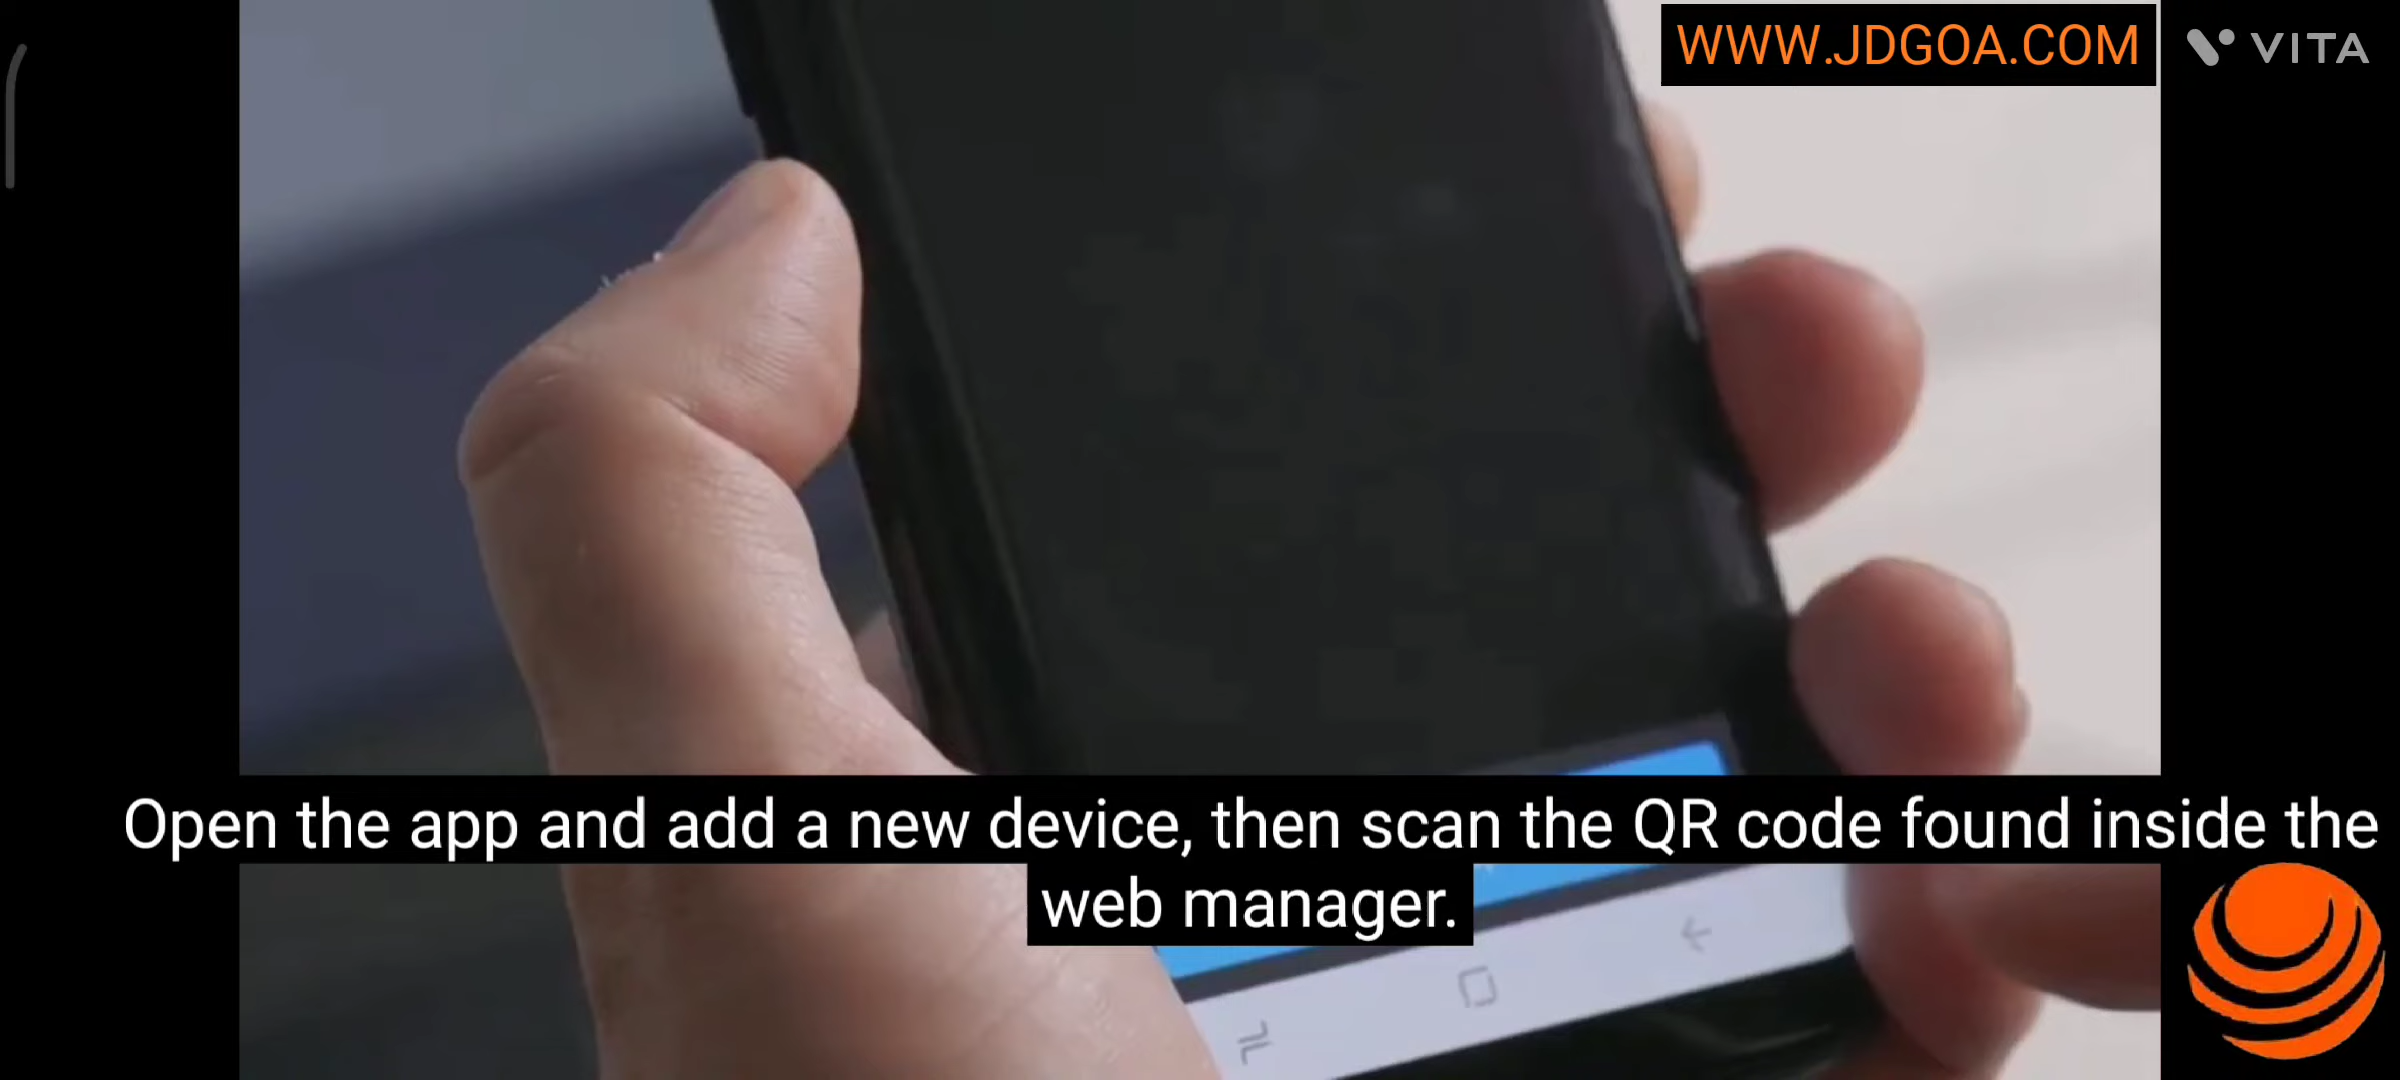 WWW.JDGOA.COM
VITA
Open the app and add a new device, then scan the QR code found inside the
web manager.